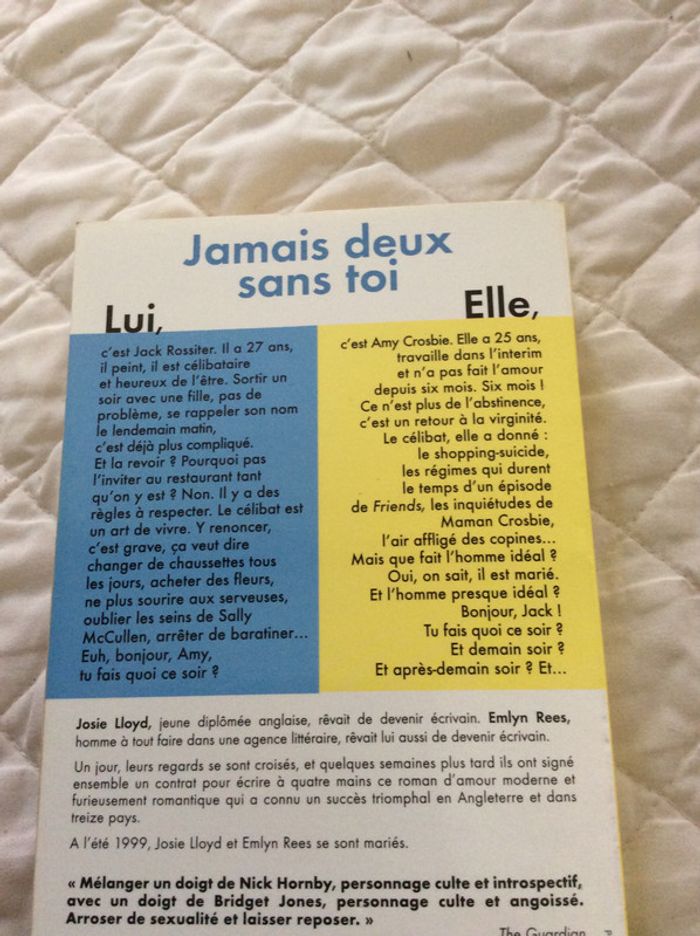 Jamais deux
sans toi
Lui,
c'est Jack Rossiter. Il a 27 ans,
il peint, il est célibataire
et heureux de l'être. Sortir un
soir avec une fille, pas de
problème, se rappeler son nom
le lendemain matin,
c'est déjà plus compliqué.
Et la revoir ? Pourquoi pas
l'inviter au restaurant tant
qu'on y est ? Non. Il y a des
règles à respecter. Le célibat est
un art de vivre. Y renoncer,
c'est grave, ça veut dire
changer de chaussettes tous
les jours, acheter des fleurs,
ne plus sourire aux serveuses,
oublier les seins de Sally
McCullen, arrêter de baratiner...
Euh, bonjour, Amy,
tu fais quoi ce soir ?
Elle,
c'est Amy Crosbie. Elle a 25 ans,
travaille dans l'interim
et n'a pas fait l'amour
depuis six mois. Six mois !
Ce n'est plus de l'abstinence,
c'est un retour à la virginité.
Le célibat, elle a donné :
le shopping-suicide,
les régimes qui durent
le temps d'un épisode
de Friends, les inquiétudes de
Maman Crosbie,
l'air affligé des copines...
Mais que fait l'homme idéal ?
Oui, on sait, il est marié.
Et l'homme presque idéal ?
Bonjour, Jack !
Tu fais quoi ce soir ?
Et demain soir ?
Et après-demain soir ? Et...
Josie Lloyd, jeune diplômée anglaise, rêvait de devenir écrivain. Emlyn Rees,
homme à tout faire dans une agence littéraire, rêvait lui aussi de devenir écrivain.
Un jour, leurs regards se sont croisés, et quelques semaines plus tard ils ont signé
ensemble un contrat pour écrire à quatre mains ce roman d'amour moderne et
furieusement romantique qui a connu un succès triomphal en Angleterre et dans
treize pays.
A l'été 1999, Josie Lloyd et Emlyn Rees se sont mariés.
« Mélanger un doigt de Nick Hornby, personnage culte et introspectif,
avec un doigt de Bridget Jones, personnage culte et angoissé.
Arroser de sexualité et laisser reposer. »
The Guardian